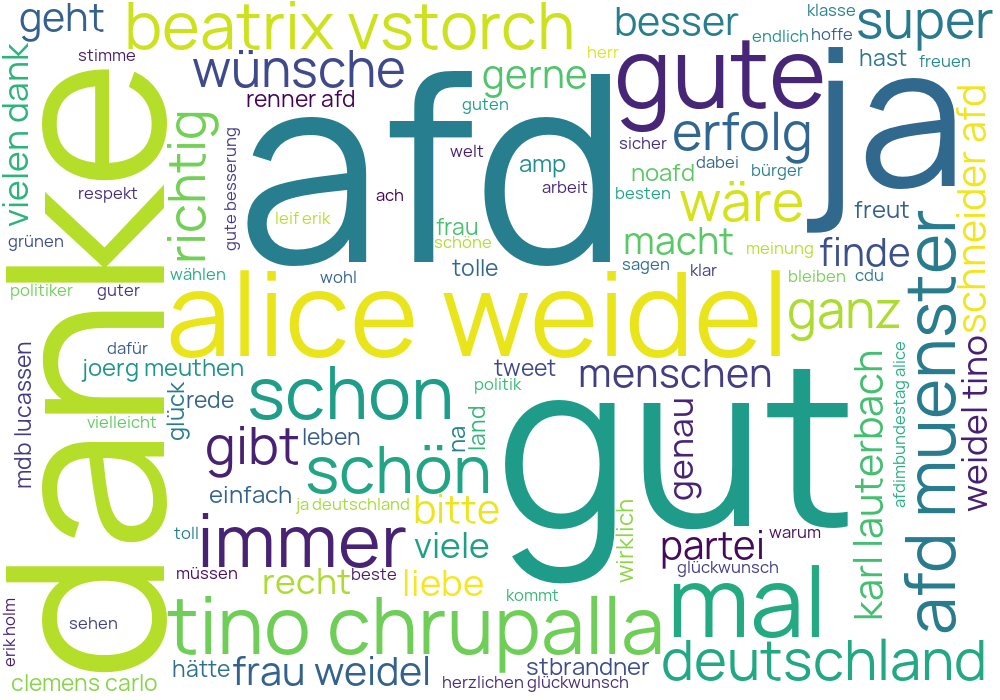 geht
beatrix vstorch
besser
klasse
super
stimme
wünsche
herr
endlich
hoffe
hast
freuen
vielen dank
danke
renner afd
gerne
guten
gute
ja
richtig
gute besserung
afd
welt
amp
sicher
erfolg
dabei
noafd
bürger
schneider afd
respekt
ach
arbeit
besten
wäre
freut
leif erik
frau
schöne
macht
meinung
finde
grünen
wählen
wohl
tolle
sagen
klar
bleiben
cdu
politiker
guter
alice weidel
ganz
afd muenster
dafür
joerg meuthen
tweet
menschen
politik
mdb lucassen
glück
rede
schon
gut
vielleicht
gibt
leben
na
land
genau
karl lauterbach
afdimbundestag alice
weidel tino
schön
einfach
ja deutschland
bitte
toll
immer
viele
wirklich
partei
warum
müssen
recht
beste
liebe
glückwunsch
kommt
mal
erik holm
sehen
tino chrupalla
deutschland
clemens carlo
hätte
frau weidel
stbrandner
herzlichen glückwunsch